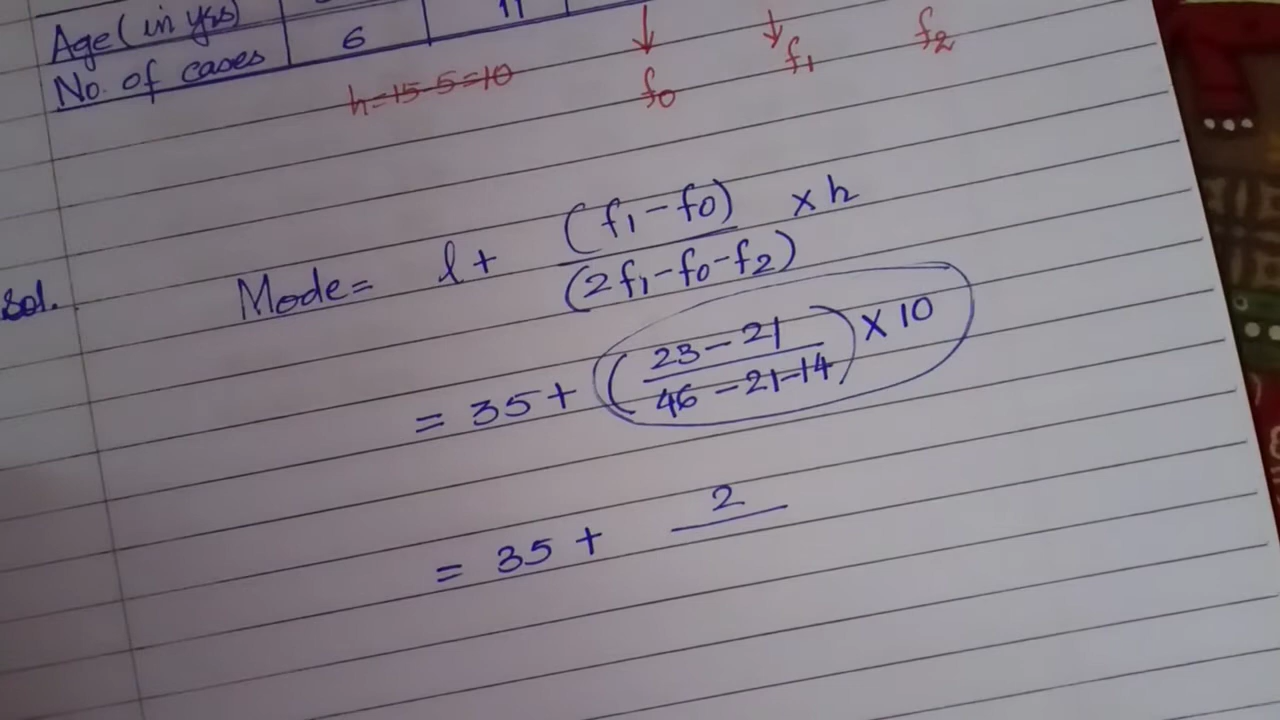 Age (in yrs)
No. of cases 6 11
h=15-5=10 f0 f1 f2
Sol. Mode = l + (f1-f0) / (2f1-f0-f2) × h
= 35 + (23-21 / 46-21-14) × 10
= 35 + 2